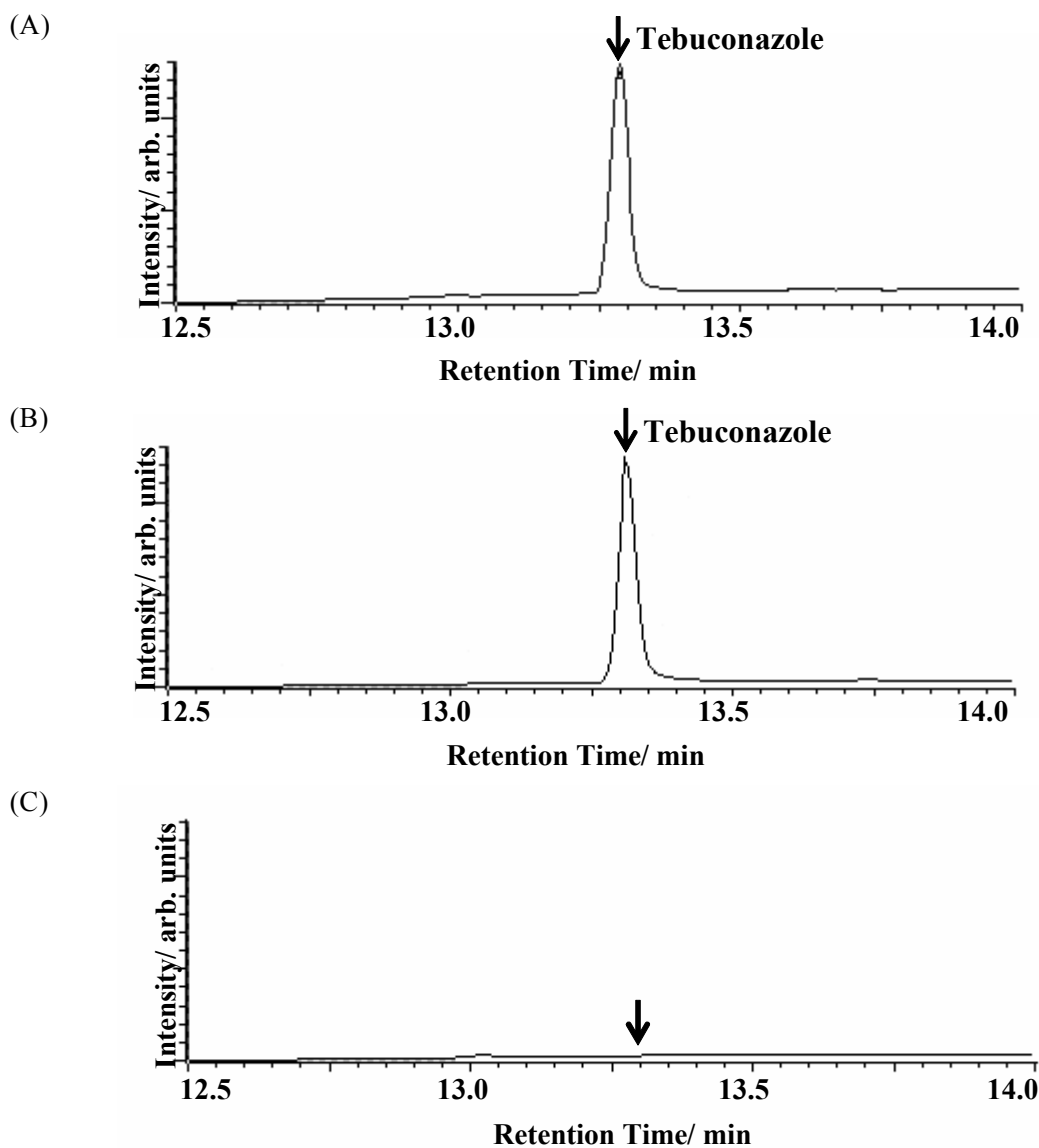 (A)
Tebuconazole
Intensity/ arb. units
12.5 13.0 13.5 14.0
Retention Time/ min
(B)
Tebuconazole
Intensity/ arb. units
12.5 13.0 13.5 14.0
Retention Time/ min
(C)
Intensity/ arb. units
12.5 13.0 13.5 14.0
Retention Time/ min